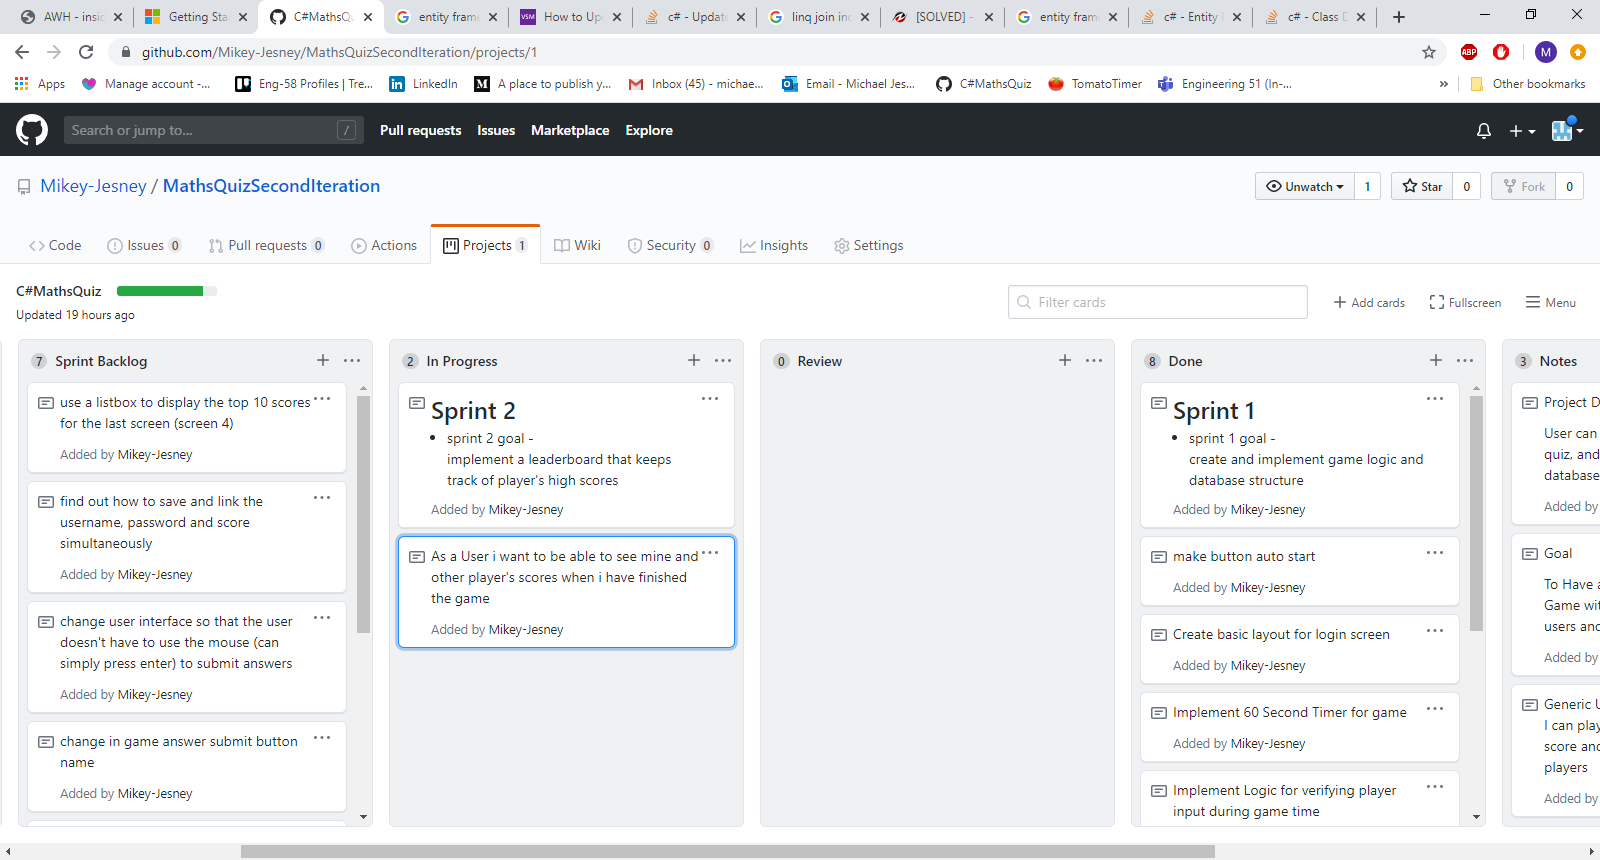 AWH - insi
Getting Sta
C#MathsQu
entity frame
How to Up
c# - Update
linq join inc
[SOLVED] -
entity fram
c# - Entity
c# - Class D
github.com/Mikey-Jesney/MathsQuizSecondIteration/projects/1
ABP
M
Apps
Manage account -...
Eng-58 Profiles | Tre...
LinkedIn
A place to publish y...
Inbox (45) - michae...
Email - Michael Jes...
C#MathsQuiz
TomatoTimer
Engineering 51 (In-...
»
Other bookmarks
Search or jump to...
/
Pull requests
Issues
Marketplace
Explore
Mikey-Jesney / MathsQuizSecondIteration
Unwatch
1
Star
0
Fork
0
Code
Issues 0
Pull requests 0
Actions
Projects 1
Wiki
Security 0
Insights
Settings
C#MathsQuiz
Updated 19 hours ago
Filter cards
Add cards
Fullscreen
Menu
7 Sprint Backlog
use a listbox to display the top 10 scores
for the last screen (screen 4)
Added by Mikey-Jesney
find out how to save and link the
username, password and score
simultaneously
Added by Mikey-Jesney
change user interface so that the user
doesn't have to use the mouse (can
simply press enter) to submit answers
Added by Mikey-Jesney
change in game answer submit button
name
Added by Mikey-Jesney
2 In Progress
Sprint 2
• sprint 2 goal -
implement a leaderboard that keeps
track of player's high scores
Added by Mikey-Jesney
As a User i want to be able to see mine and
other player's scores when i have finished
the game
Added by Mikey-Jesney
0 Review
8 Done
Sprint 1
• sprint 1 goal -
create and implement game logic and
database structure
Added by Mikey-Jesney
make button auto start
Added by Mikey-Jesney
Create basic layout for login screen
Added by Mikey-Jesney
Implement 60 Second Timer for game
Added by Mikey-Jesney
Implement Logic for verifying player
input during game time
3 Notes
Project D
User can
quiz, and
database
Added by
Goal
To Have a
Game wit
users and
Added by
Generic U
I can play
score and
players
Added by